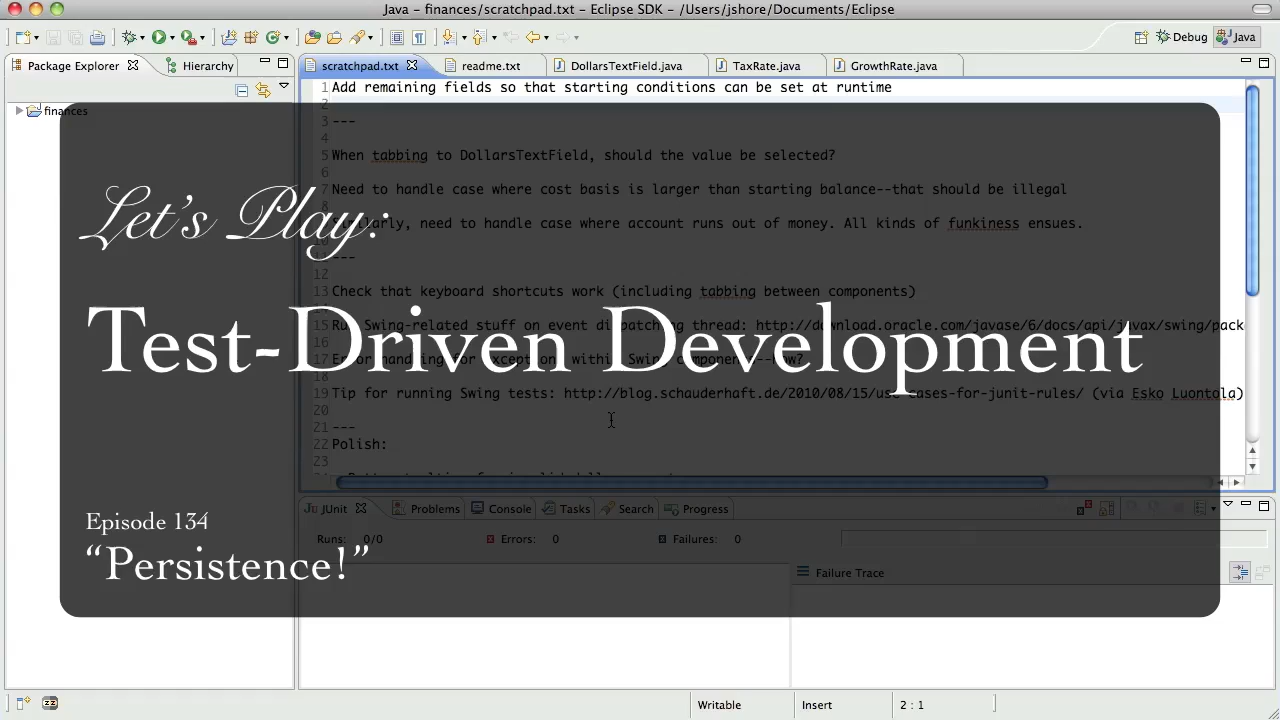 Java - finances/scratchpad.txt - Eclipse SDK - /Users/jshore/Documents/Eclipse
Debug
Java
Package Explorer
Hierarchy
scratchpad.txt
readme.txt
DollarsTextField.java
TaxRate.java
GrowthRate.java
finances
1 Add remaining fields so that starting conditions can be set at runtime
2
3 ---
4
5 When tabbing to DollarsTextField, should the value be selected?
6
7 Need to handle case where cost basis is larger than starting balance--that should be illegal
8
need to handle case where account runs out of money. All kinds of funkiness ensues.
10
---
12
13 Check that keyboard shortcuts work (including tabbing between components)
14
15 Run Swing-related stuff on event dispatching thread: http://download.oracle.com/javase/6/docs/api/javax/swing/pack
16
Error handling for exceptions within Swing components--how?
18
19 Tip for running Swing tests: http://blog.schauderhaft.de/2010/08/15/use-cases-for-junit-rules/ (via Esko Luontola)
20
21 ---
22 Polish:
23
Let's Play:
Test-Driven Development
Episode 134
“Persistence!”
JUnit
Problems
Console
Tasks
Search
Progress
Runs: 0/0
Errors: 0
Failures: 0
Failure Trace
Writable
Insert
2 : 1